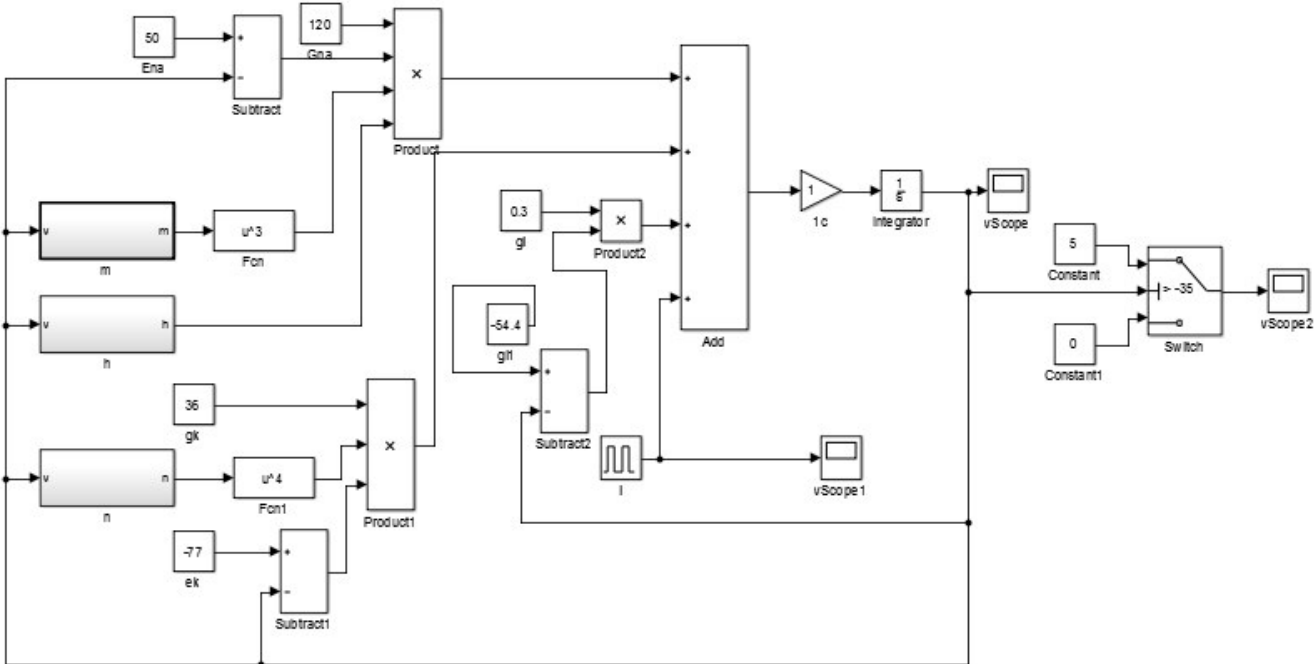 50
Ena
+
−
Subtract
120
Gna
×
Product
v
m
m
u^3
Fcn
v
h
h
36
gk
v
n
n
u^4
Fcn1
×
Product1
-77
ek
+
−
Subtract1
0.3
gl
×
Product2
-54.4
gl1
+
−
Subtract2
I
+
+
+
+
Add
1
1c
1
s
Integrator
vScope
vScope1
5
Constant
0
Constant1
> -35
Switch
vScope2